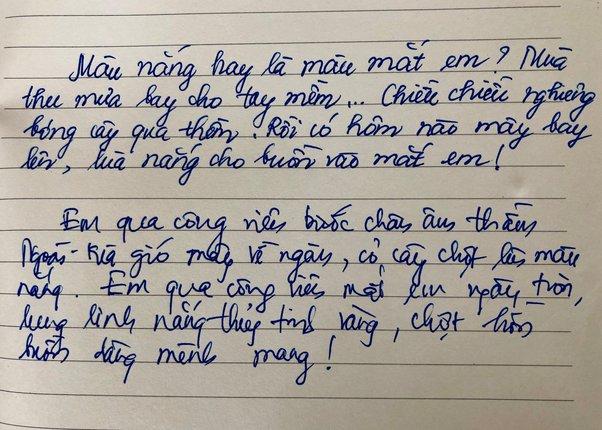 Màu nắng hay là màu mắt em? Mùa
thu mưa bay cho tay mềm... Chiều chiều nghiêng
bóng cây qua thềm. Rồi có hôm nào mây bay
lên, lùa nắng cho buồn vào mắt em!
Em qua công viên bước chân âm thầm
Ngoài kia gió mây về ngàn, cỏ cây chợt lên màu
nắng. Em qua công viên mắt em ngây tròn,
lung linh nắng thủy tinh vàng, chợt hồn
buồn dâng mênh mang!